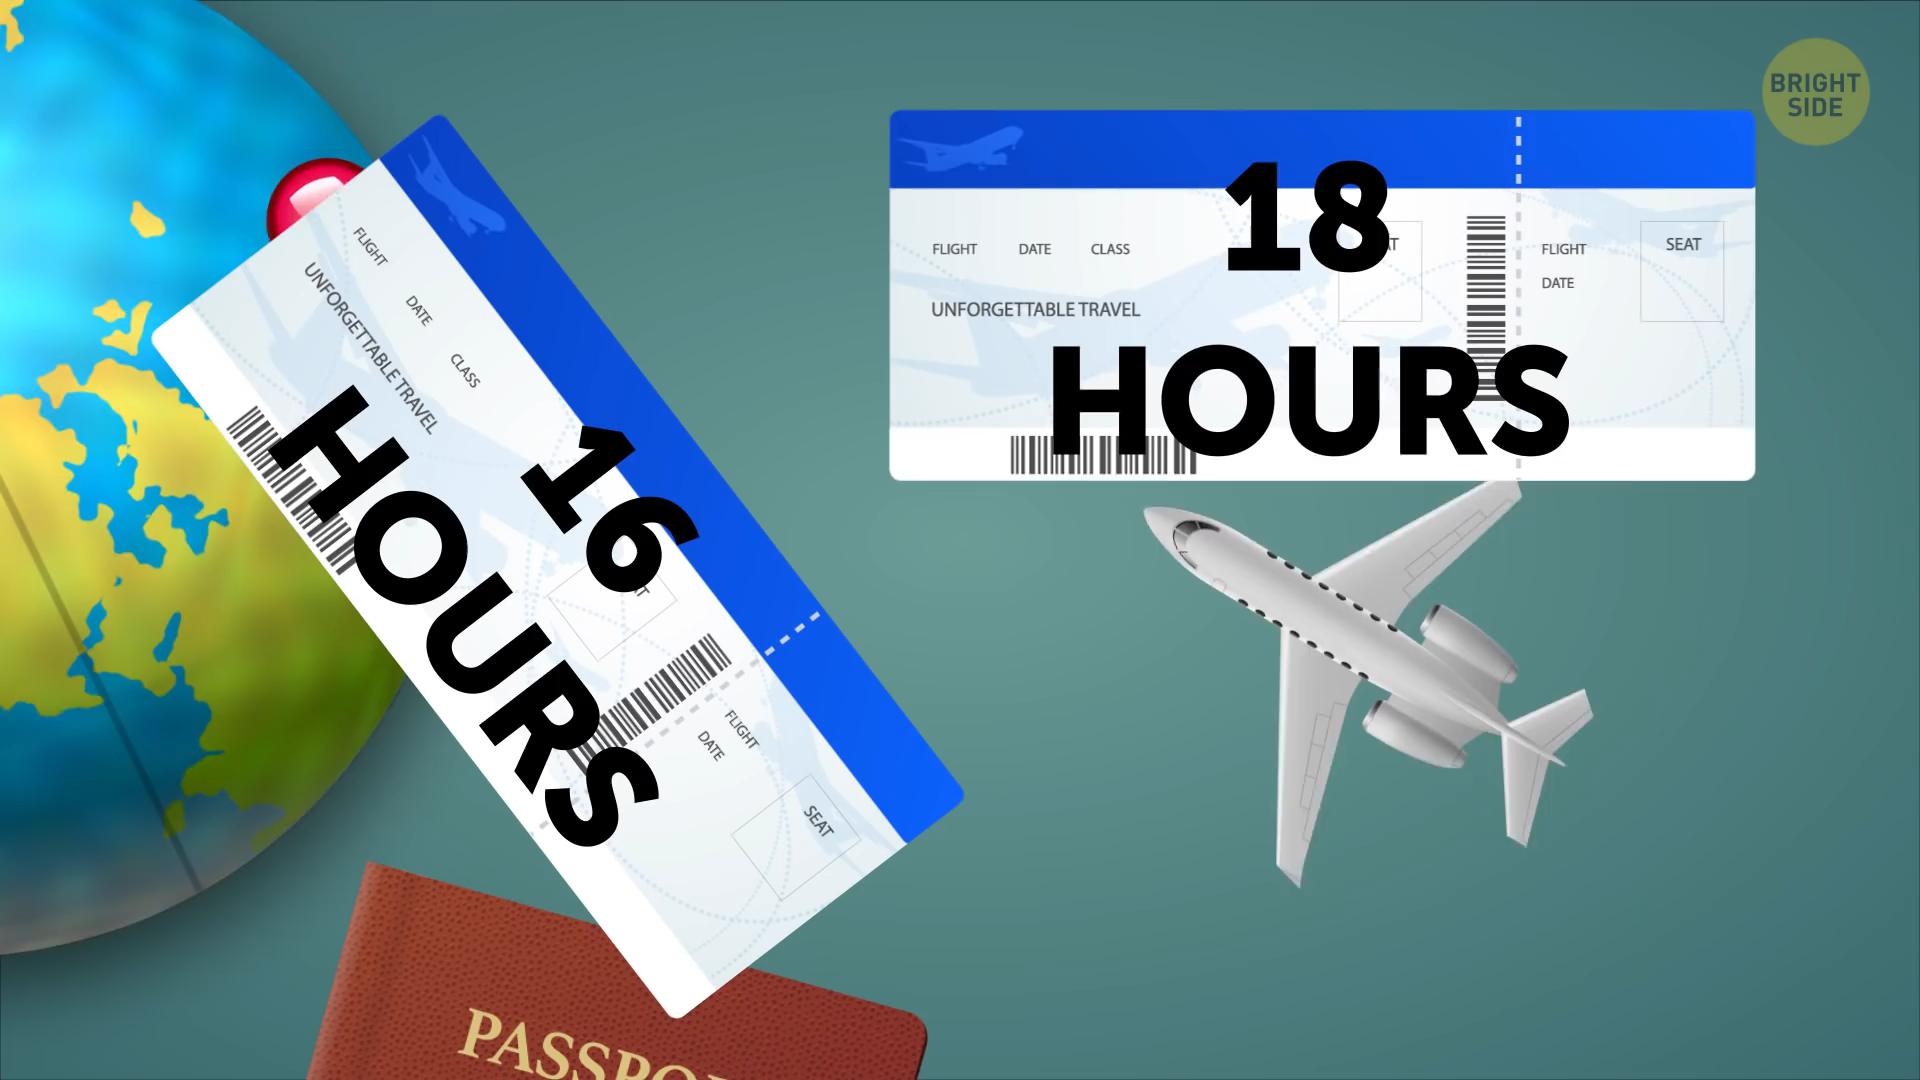 BRIGHT
SIDE
FLIGHT DATE CLASS
UNFORGETTABLE TRAVEL
16
HOURS
FLIGHT
DATE
SEAT
18
HOURS
FLIGHT DATE CLASS
UNFORGETTABLE TRAVEL
FLIGHT
DATE
SEAT